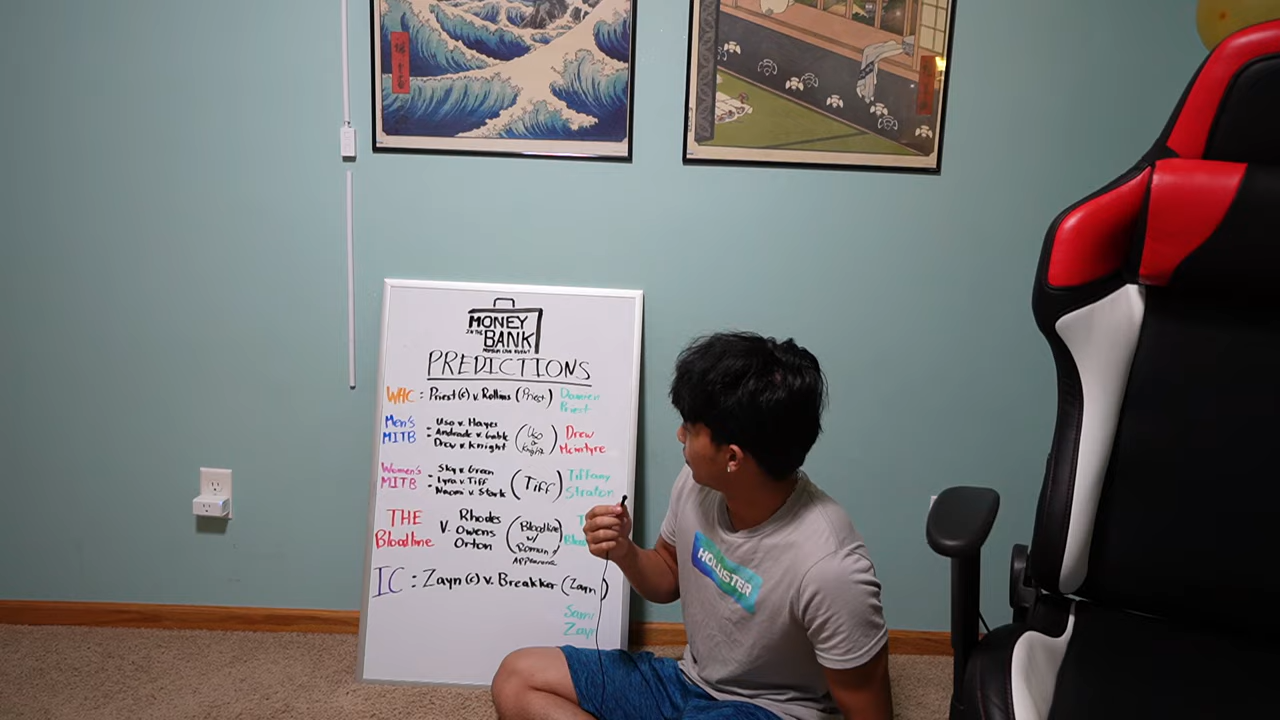 MONEY
IN THE
BANK
PREMIUM LIVE EVENT
PREDICTIONS
WHC : Priest(c) v. Rollins (Priest) Damien Priest
Men's MITB : Uso v. Hayes
Andrade v. Gable
Drew v. Knight
(Uso or Knight)
Drew McIntyre
Women's MITB : Sky v. Green
Lyra v. Tiff
Naomi v. Stark
(Tiff)
Tiffany Straton
THE Bloodline
V.
Rhodes
Owens
Orton
(Bloodline w/ Roman Appearance)
IC : Zayn(c) v. Breakker (Zayn)
Sami
Zayn
HOLLISTER